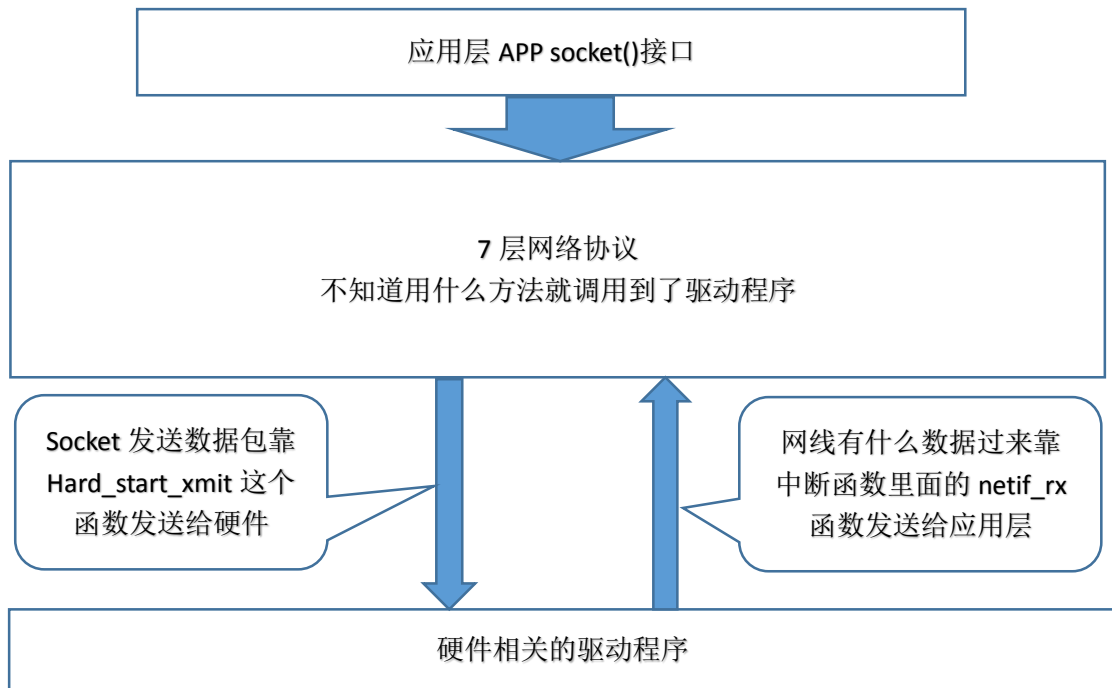 应用层 APP socket()接口
7 层网络协议
不知道用什么方法就调用到了驱动程序
Socket 发送数据包靠
Hard_start_xmit 这个
函数发送给硬件
网线有什么数据过来靠
中断函数里面的 netif_rx
函数发送给应用层
硬件相关的驱动程序